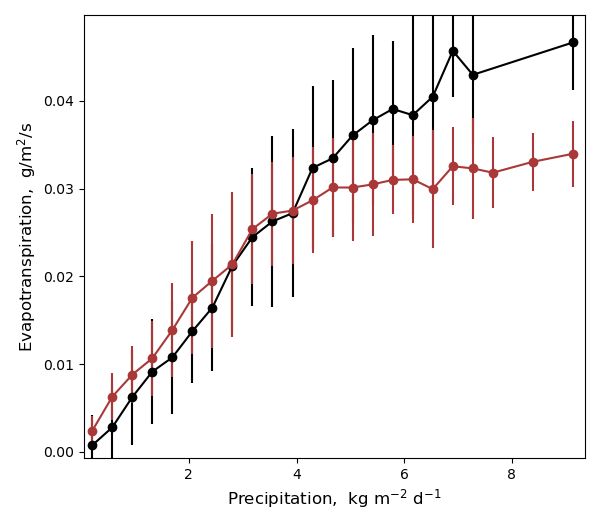 Evapotranspiration,  g/m²/s
0.04
0.03
0.02
0.01
0.00
2 4 6 8
Precipitation,  kg m⁻² d⁻¹